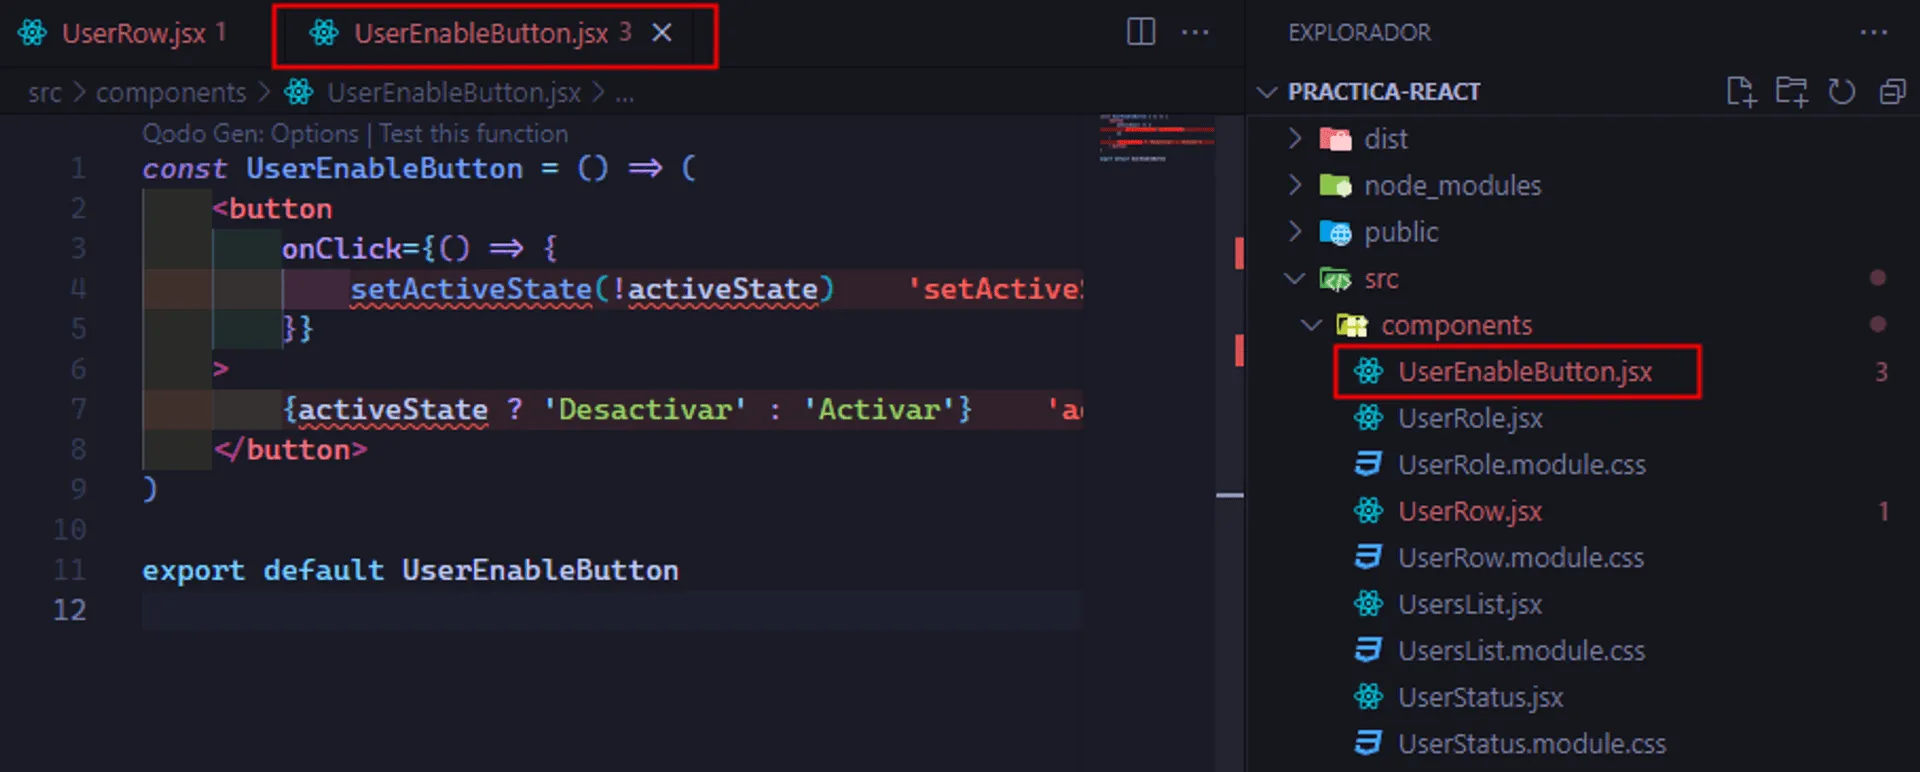 UserRow.jsx 1
UserEnableButton.jsx 3
src > components > UserEnableButton.jsx > ...
Qodo Gen: Options | Test this function
1 const UserEnableButton = () => (
2 <button
3 onClick={() => {
4 setActiveState(!activeState) 'setActiveS
5 }}
6 >
7 {activeState ? 'Desactivar' : 'Activar'} 'ac
8 </button>
9 )
10
11 export default UserEnableButton
12
EXPLORADOR
PRACTICA-REACT
dist
node_modules
public
src
components
UserEnableButton.jsx 3
UserRole.jsx
UserRole.module.css
UserRow.jsx 1
UserRow.module.css
UsersList.jsx
UsersList.module.css
UserStatus.jsx
UserStatus.module.css